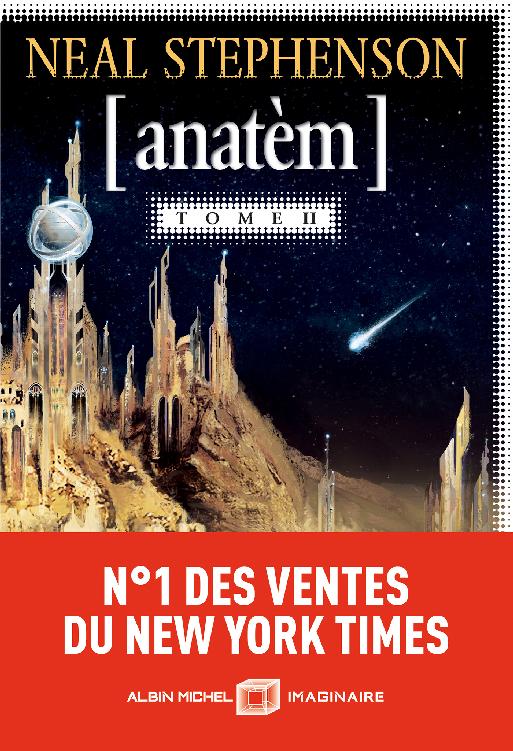 NEAL STEPHENSON
[anatèm]
TOME II
N°1 DES VENTES
DU NEW YORK TIMES
ALBIN MICHEL IMAGINAIRE